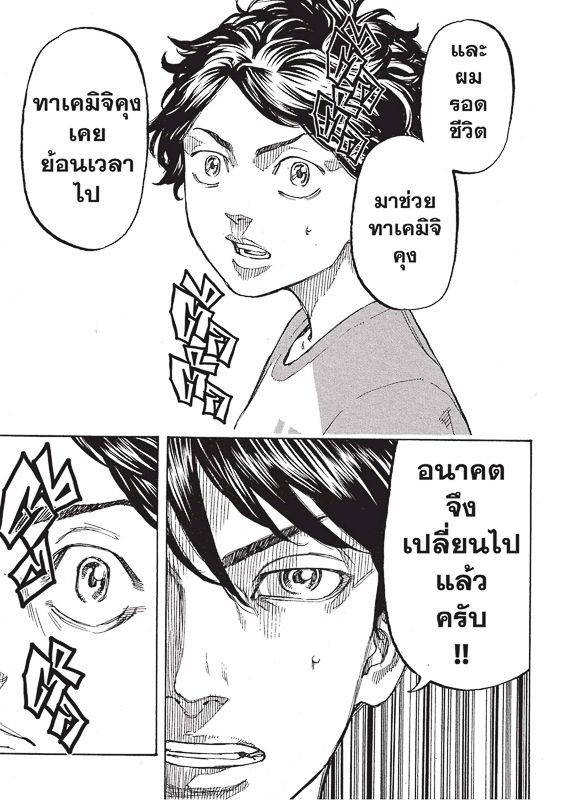 และ
ผม
รอด
ชีวิต
มาช่วย
ทาเคมิจิ
คุง
ทาเคมิจิคุง
เคย
ย้อนเวลา
ไป
อนาคต
จึง
เปลี่ยนไป
แล้ว
ครับ
!!